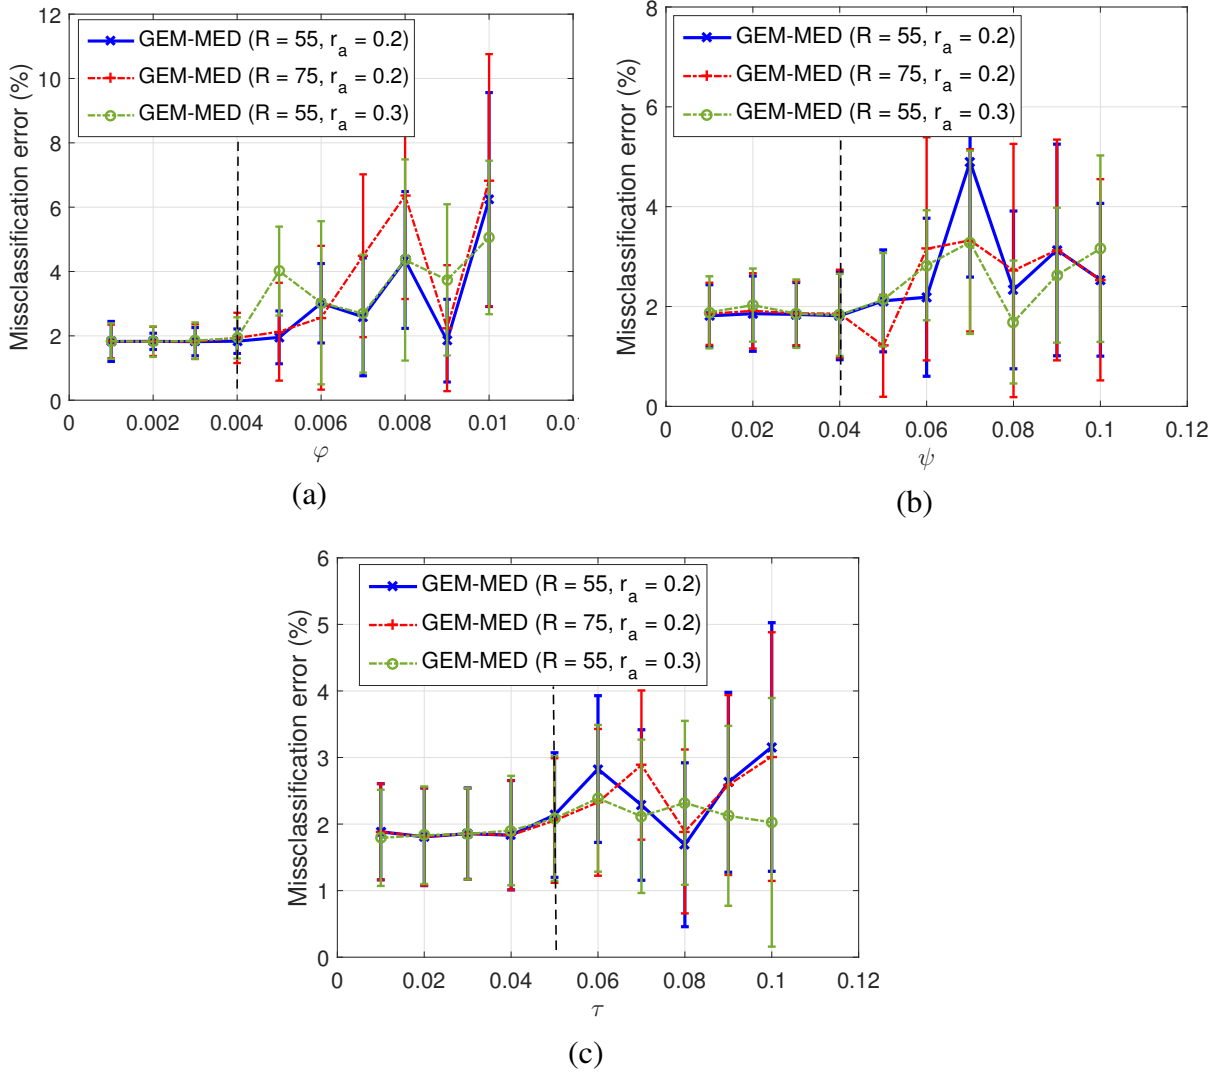 GEM-MED (R = 55, r_a = 0.2)
GEM-MED (R = 75, r_a = 0.2)
GEM-MED (R = 55, r_a = 0.3)
Missclassification error (%)
12
10
8
6
4
2
0
0 0.002 0.004 0.006 0.008 0.01 0.01
φ
(a)
GEM-MED (R = 55, r_a = 0.2)
GEM-MED (R = 75, r_a = 0.2)
GEM-MED (R = 55, r_a = 0.3)
Missclassification error (%)
8
6
4
2
0
0 0.02 0.04 0.06 0.08 0.1 0.12
ψ
(b)
GEM-MED (R = 55, r_a = 0.2)
GEM-MED (R = 75, r_a = 0.2)
GEM-MED (R = 55, r_a = 0.3)
Missclassification error (%)
6
5
4
3
2
1
0
0 0.02 0.04 0.06 0.08 0.1 0.12
τ
(c)